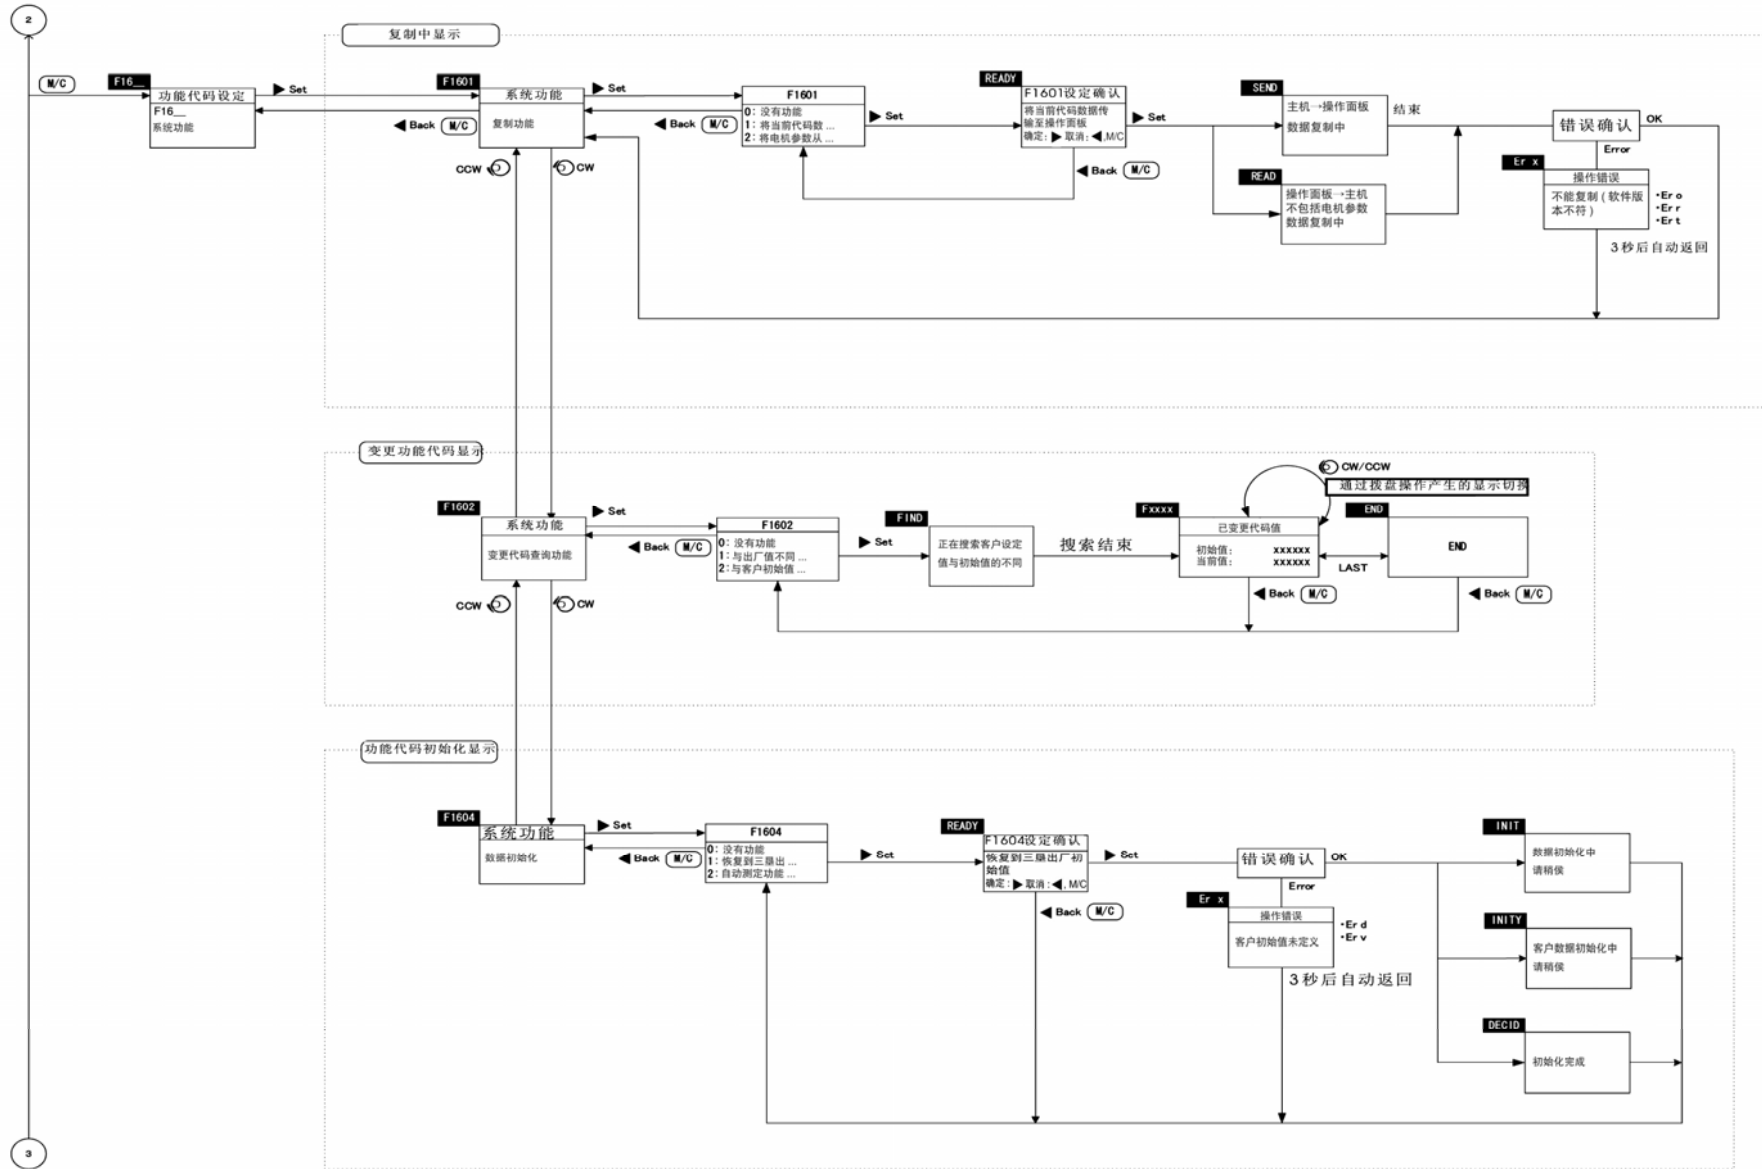 2
复制中显示
M/C
F16__
功能代码设定
F16__
系统功能
Set
Back M/C
F1601
系统功能
复制功能
Set
Back M/C
F1601
0: 没有功能
1: 将当前代码数 ...
2: 将电机参数从 ...
Set
READY
F1601设定确认
将当前代码数据传
输至操作面板
确定: ▶ 取消: ◀ ,M/C
Set
Back M/C
SEND
主机→操作面板
数据复制中
结束
READ
操作面板→主机
不包括电机参数
数据复制中
错误确认
OK
Error
Er x
操作错误
不能复制 ( 软件版
本不符 )
・Er o
・Er r
・Er t
3秒后自动返回
CCW
CW
变更功能代码显示
F1602
系统功能
变更代码查询功能
Set
Back M/C
F1602
0: 没有功能
1: 与出厂值不同 ...
2: 与客户初始值 ...
Set
FIND
正在搜索客户设定
值与初始值的不同
搜索结束
CW/CCW
通过拨盘操作产生的显示切换
Fxxxx
已变更代码值
初始值: xxxxxx
当前值: xxxxxx
LAST
END
END
Back M/C
Back M/C
CCW
CW
功能代码初始化显示
F1604
系统功能
数据初始化
Set
Back M/C
F1604
0: 没有功能
1: 恢复到三垦出 ...
2: 自动测定功能 ...
Set
READY
F1604设定确认
恢复到三垦出厂初
始值
确定: ▶ 取消: ◀ , M/C
Set
Back M/C
错误确认
OK
Error
Er x
操作错误
客户初始值未定义
・Er d
・Er v
3秒后自动返回
INIT
数据初始化中
请稍侯
INITY
客户数据初始化中
请稍侯
DECID
初始化完成
3